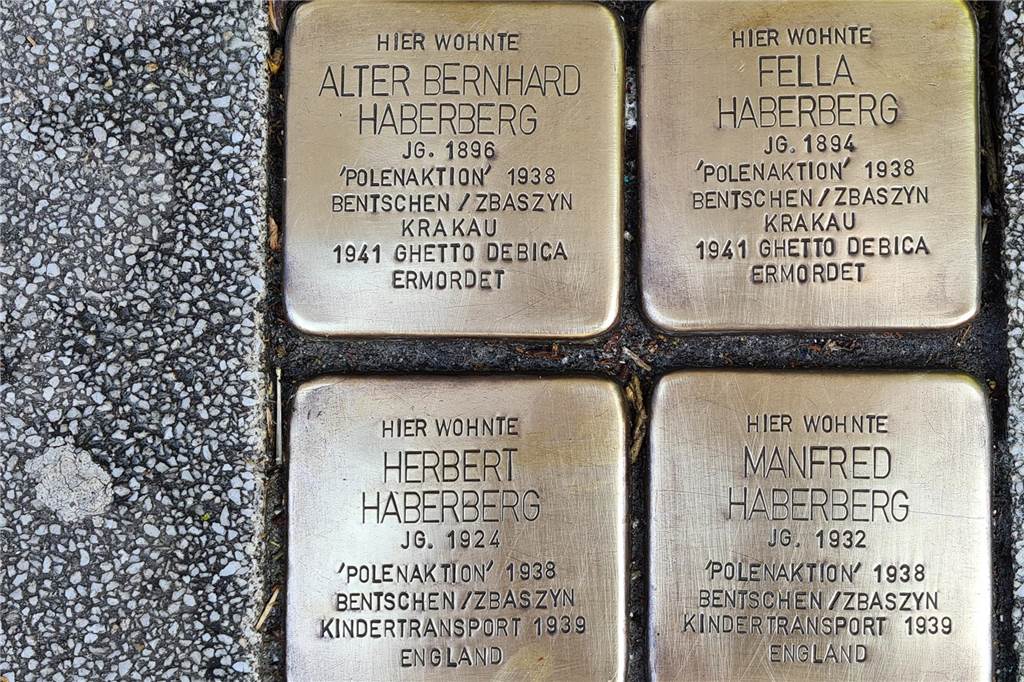 HIER WOHNTE
ALTER BERNHARD
HABERBERG
JG. 1896
'POLENAKTION' 1938
BENTSCHEN/ZBASZYN
KRAKAU
1941 GHETTO DEBICA
ERMORDET
HIER WOHNTE
FELLA
HABERBERG
JG. 1894
'POLENAKTION' 1938
BENTSCHEN/ZBASZYN
KRAKAU
1941 GHETTO DEBICA
ERMORDET
HIER WOHNTE
HERBERT
HABERBERG
JG. 1924
'POLENAKTION' 1938
BENTSCHEN/ZBASZYN
KINDERTRANSPORT 1939
ENGLAND
HIER WOHNTE
MANFRED
HABERBERG
JG. 1932
'POLENAKTION' 1938
BENTSCHEN/ZBASZYN
KINDERTRANSPORT 1939
ENGLAND